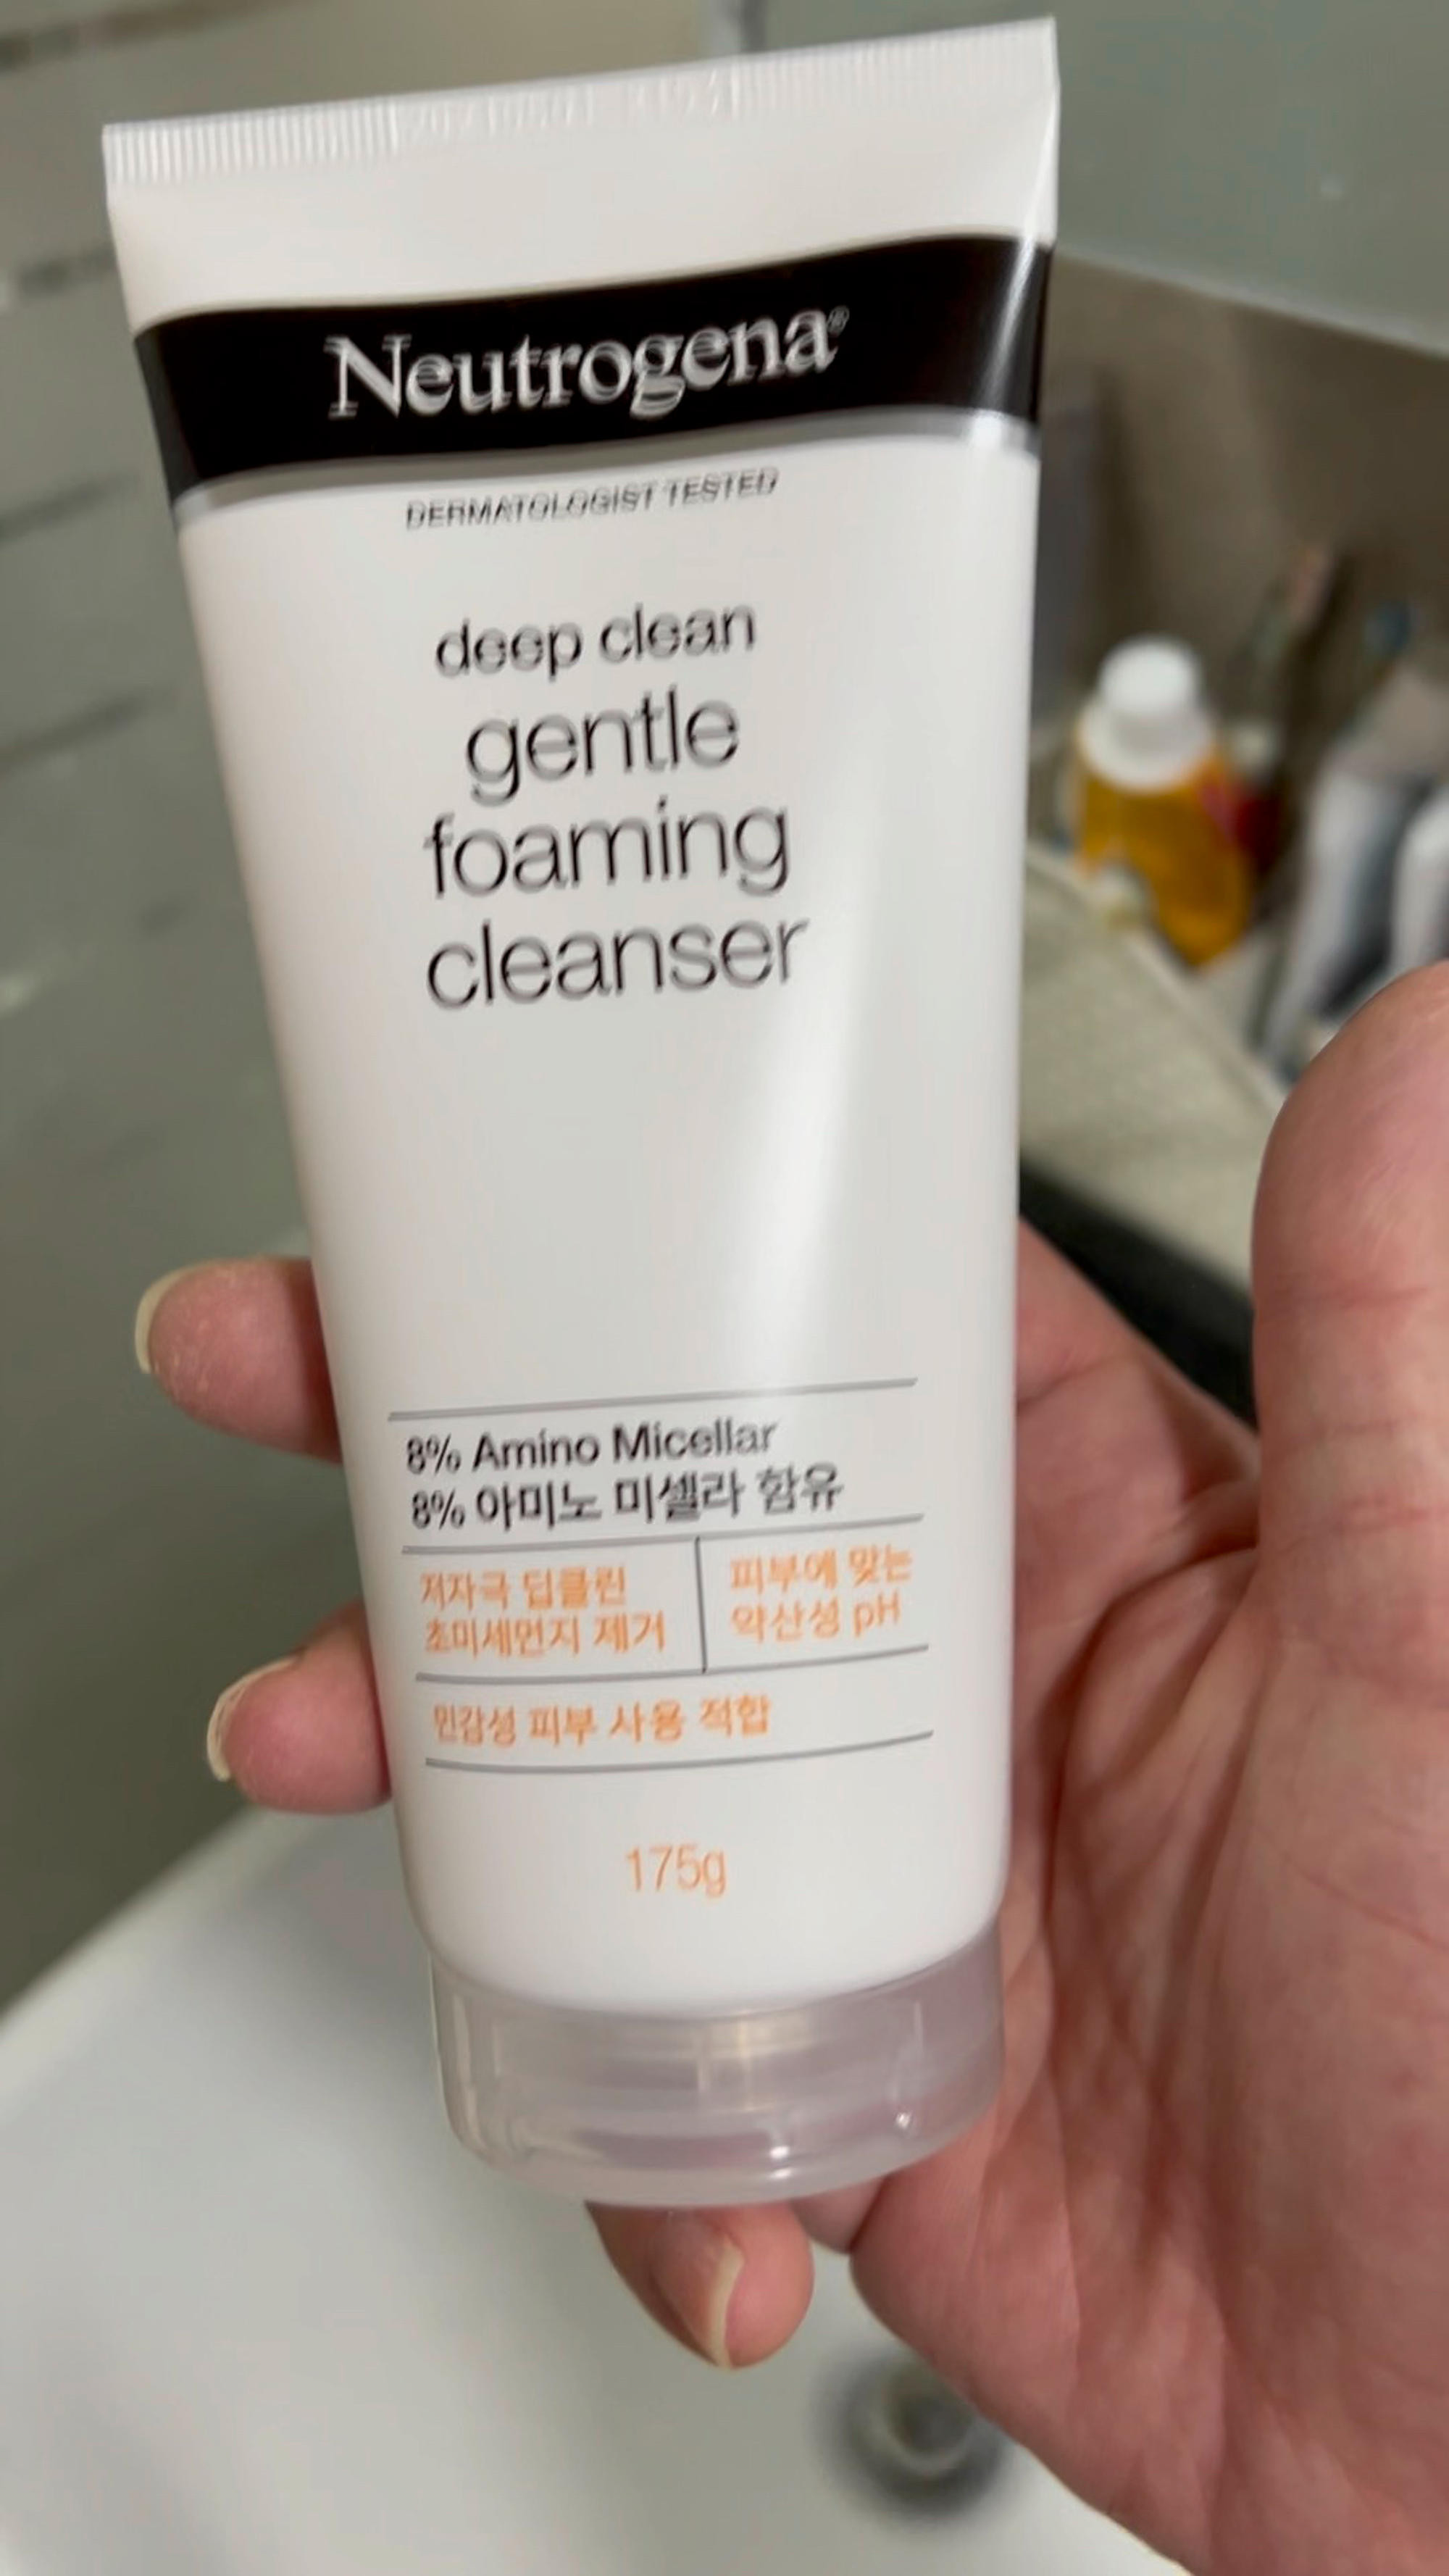 Neutrogena®
DERMATOLOGIST TESTED
deep clean
gentle
foaming
cleanser
8% Amino Micellar
8% 아미노 미셀라 함유
저자극 딥클린
초미세먼지 제거
피부에 맞는
약산성 pH
민감성 피부 사용 적합
175g